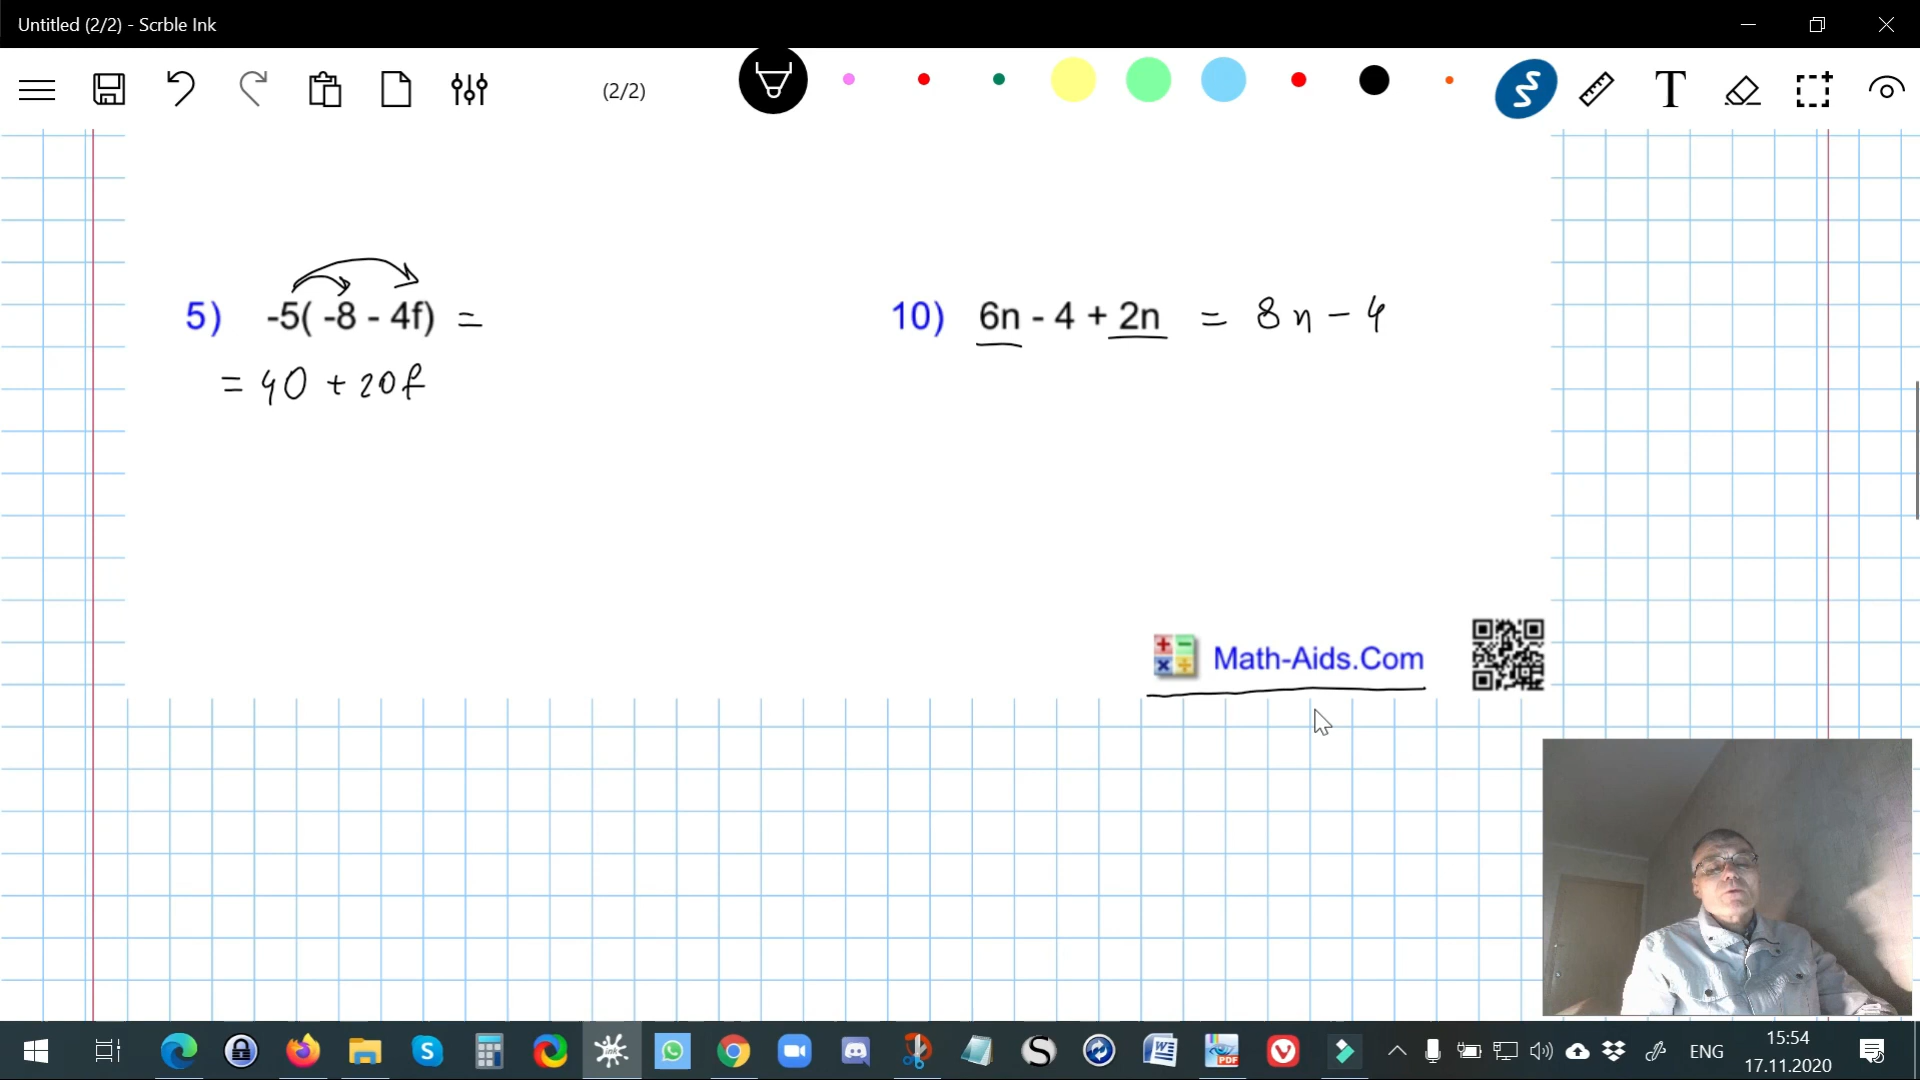 Untitled (2/2) - Scrble Ink
(2/2)
T
5) -5( -8 - 4f) =
= 40 + 20f
10) 6n - 4 + 2n = 8n - 4
Math-Aids.Com
ENG
15:54
17.11.2020